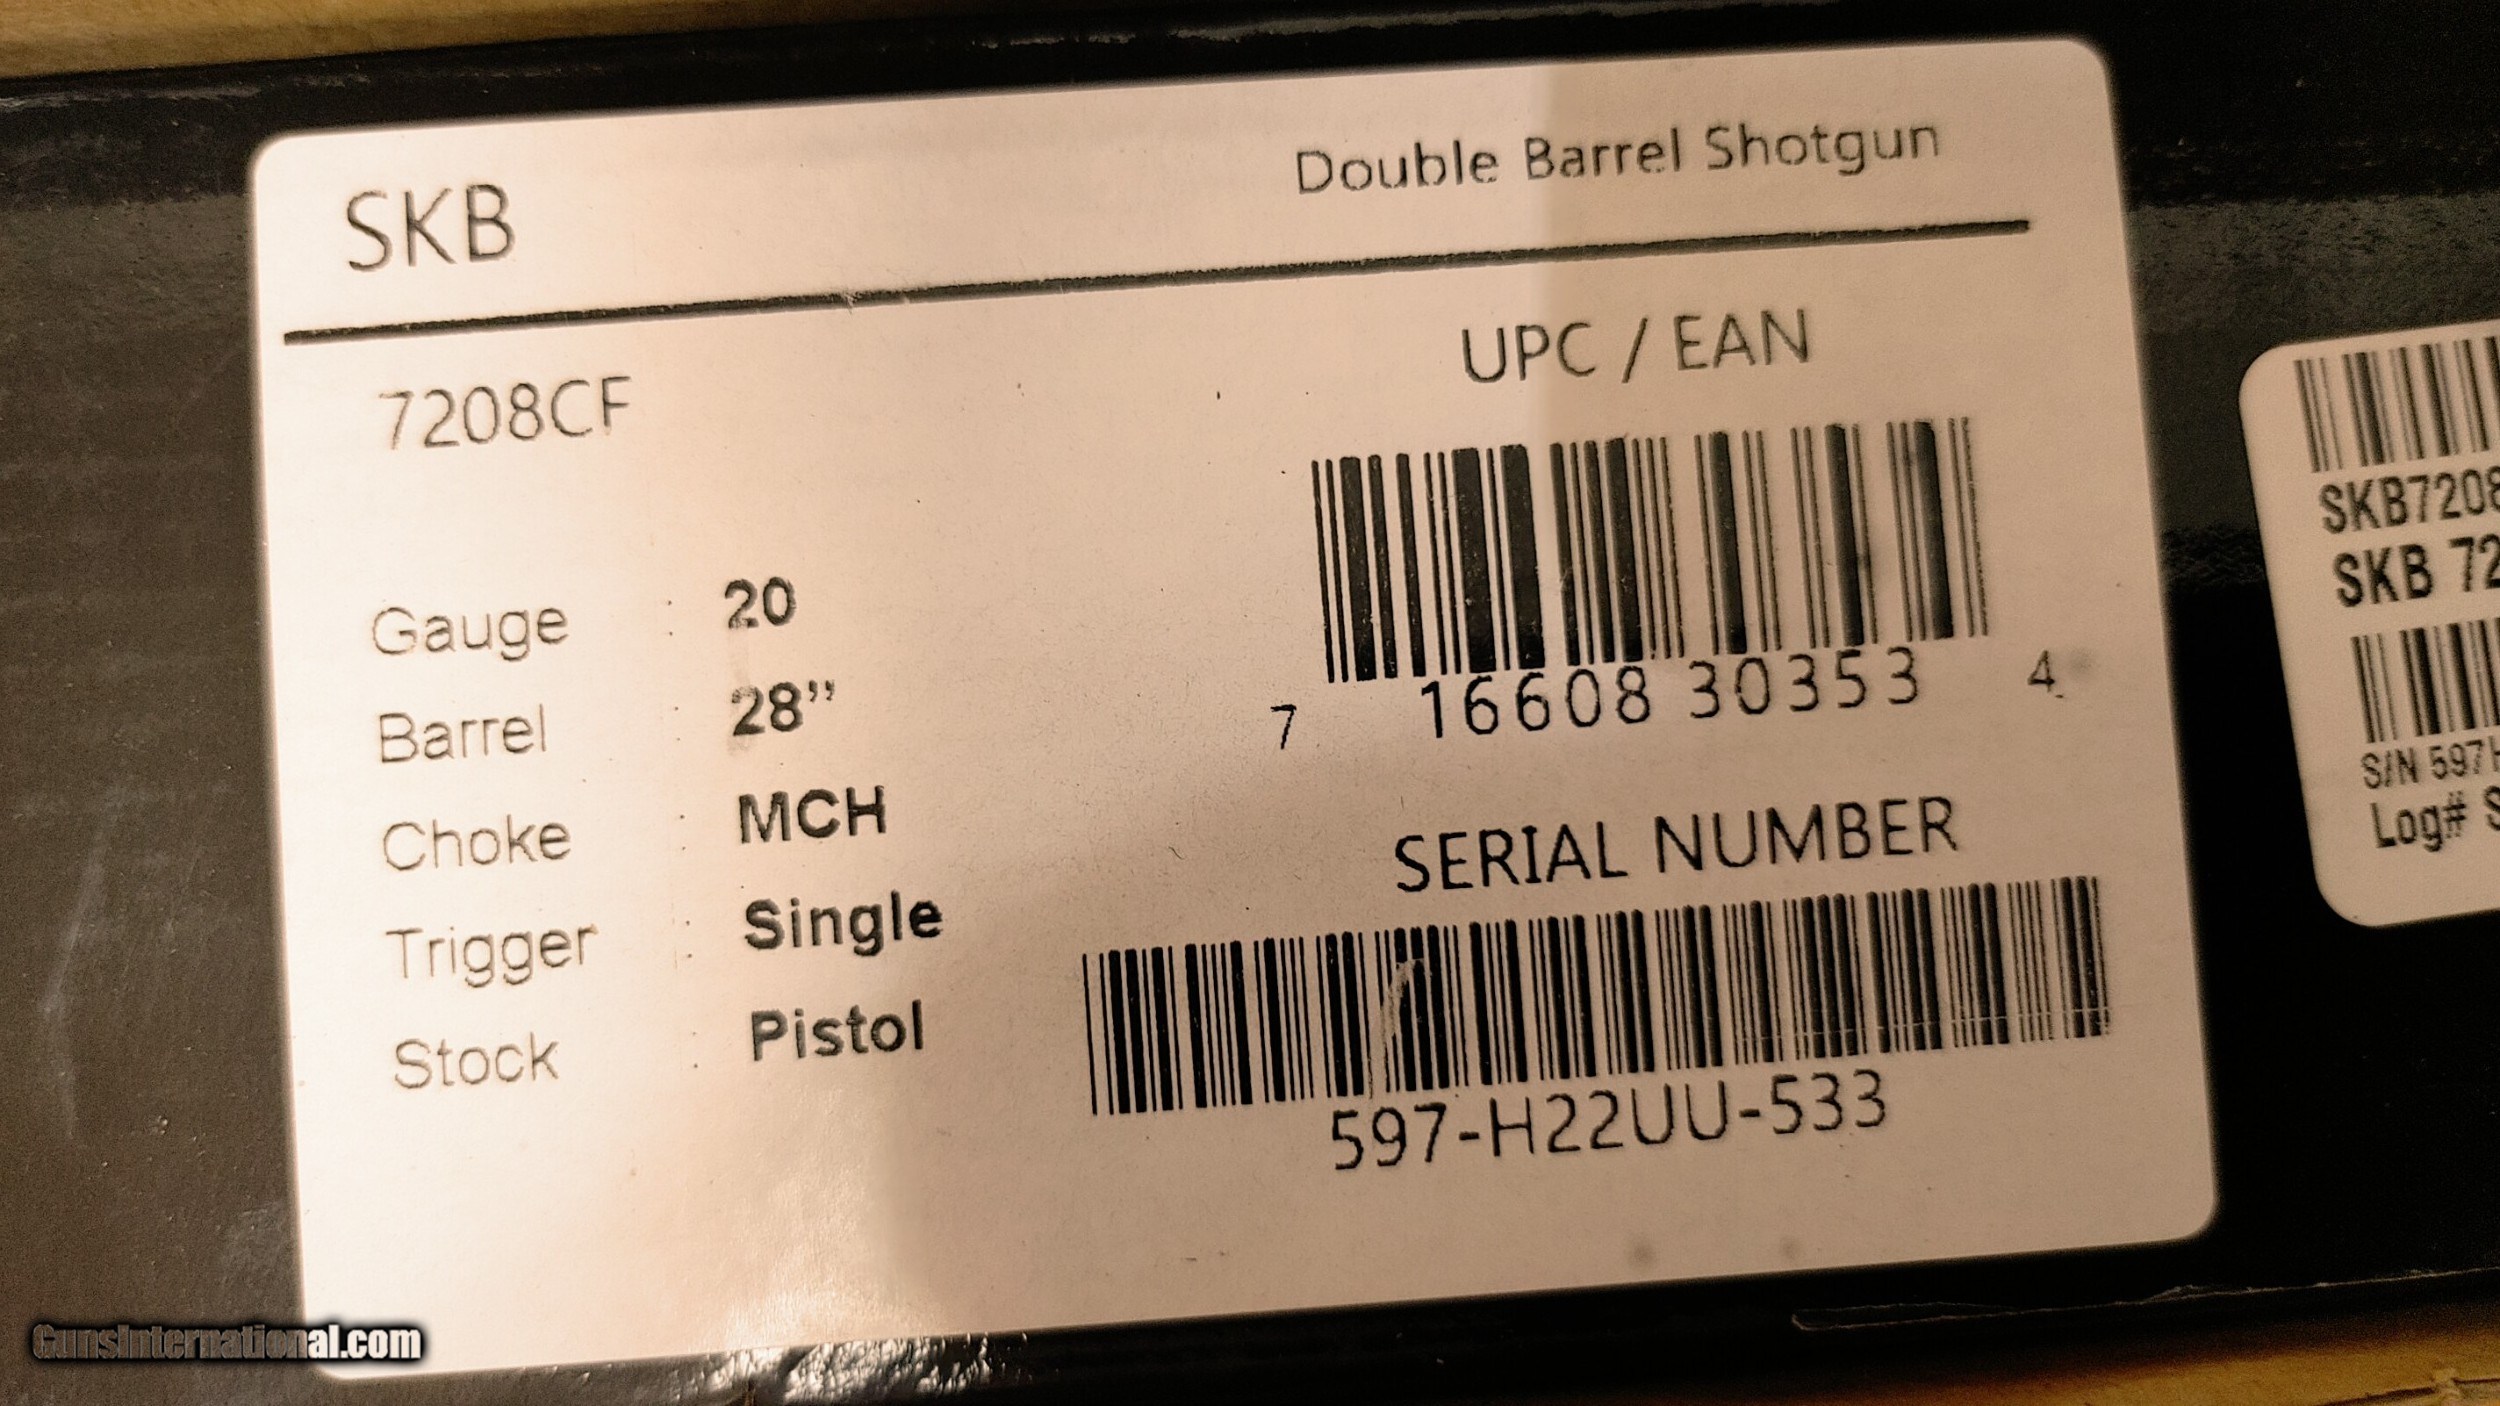 SKB
Double Barrel Shotgun
7208CF
UPC / EAN
7 16608 30353 4
Gauge : 20
Barrel : 28”
Choke : MCH
Trigger : Single
Stock : Pistol
SERIAL NUMBER
597-H22UU-533
SKB7208
SKB 72
S/N 597H
Log# S
GunsInternational.com